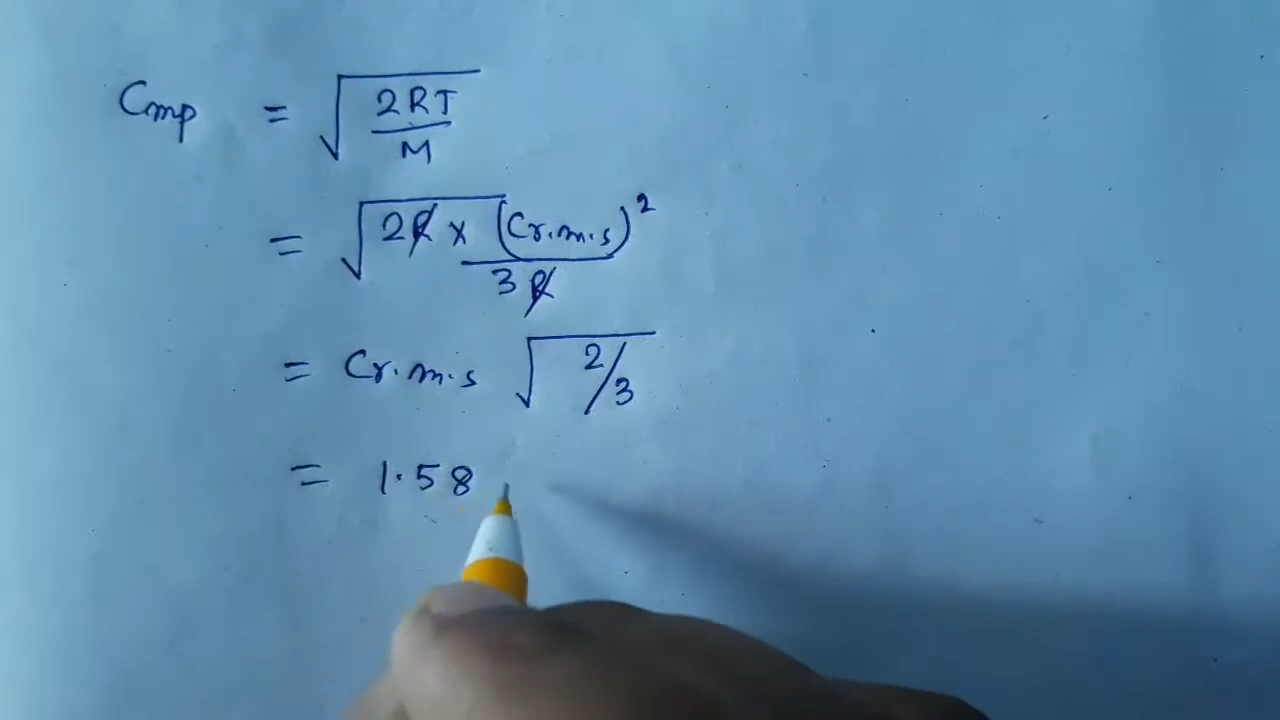 Cmp = √(2RT/M)
= √(2R × (Cr.m.s)²/3R)
= Cr.m.s √(2/3)
= 1.58